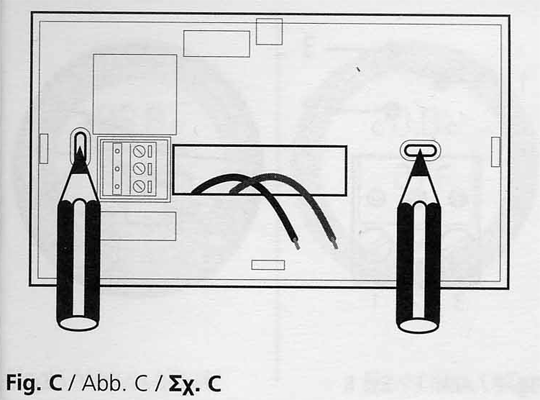 Fig. C / Abb. C / Σχ. C